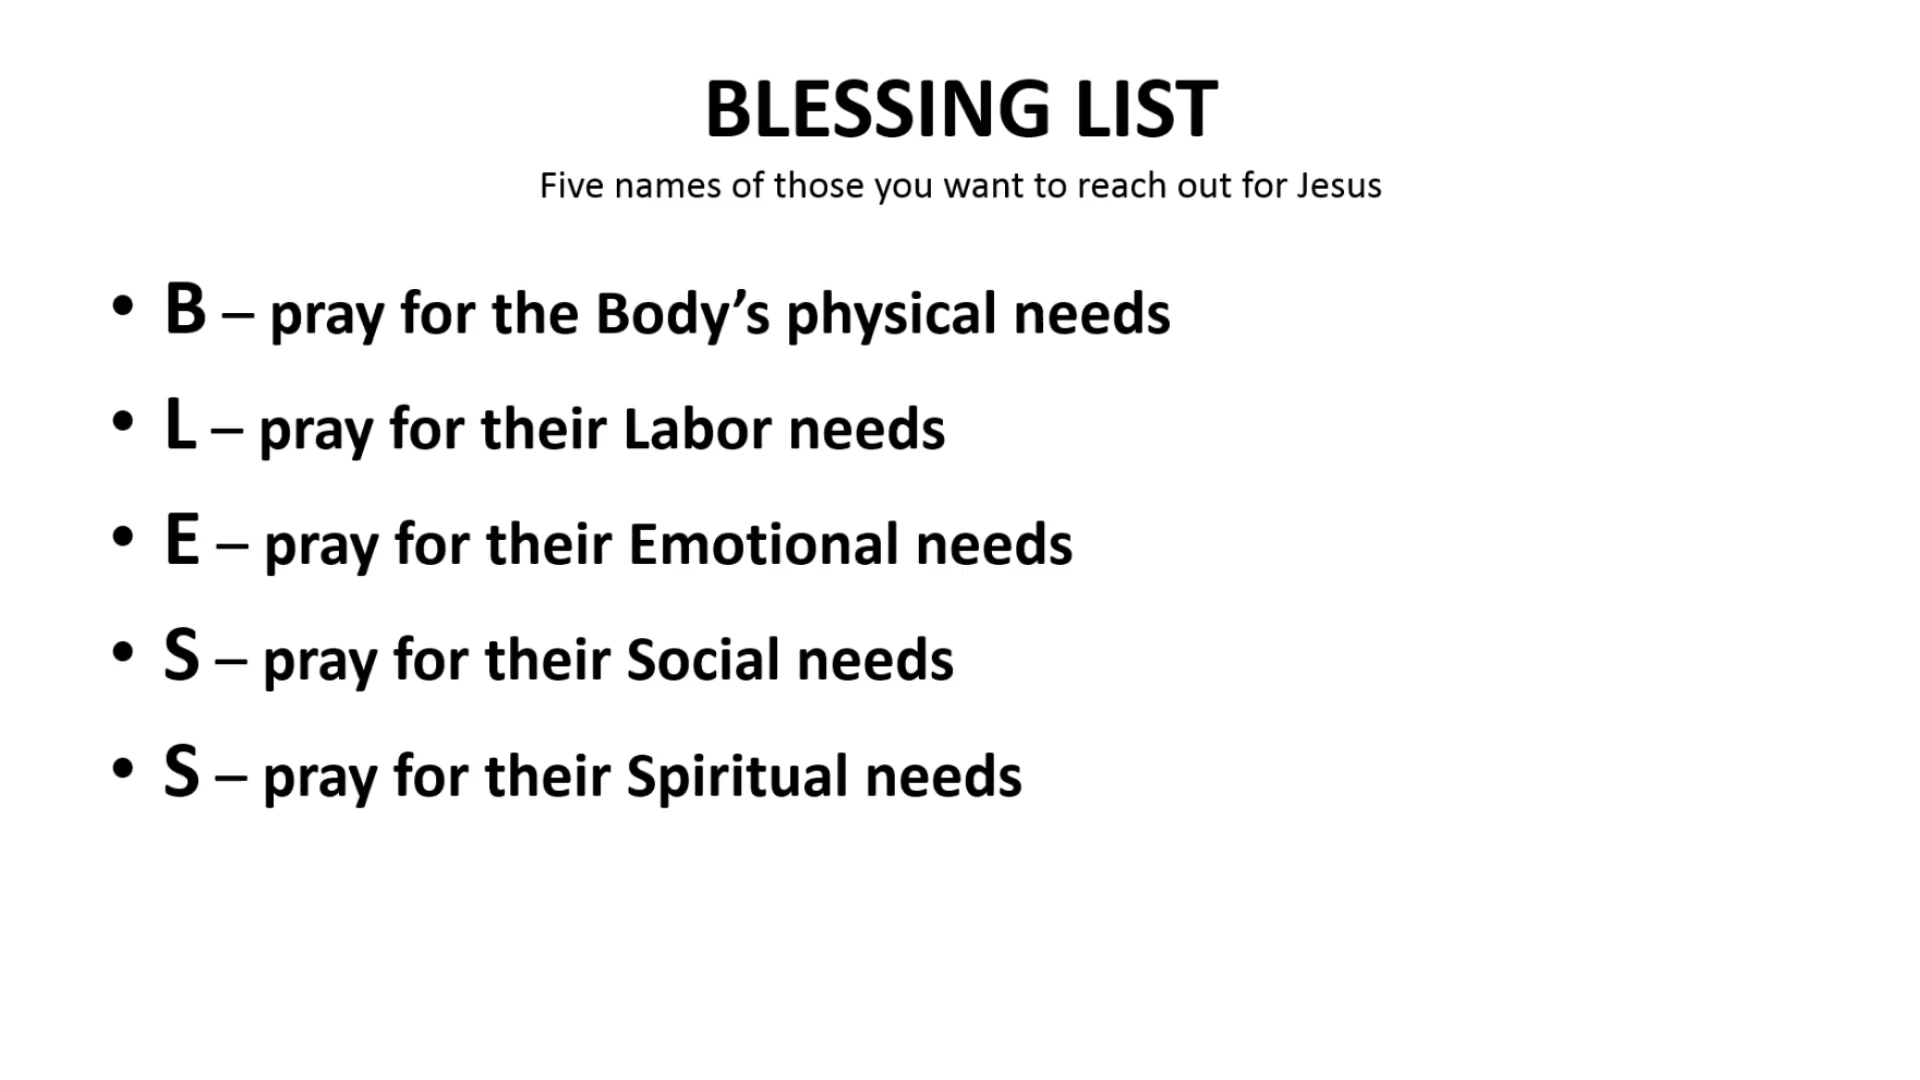 BLESSING LIST
Five names of those you want to reach out for Jesus
• B – pray for the Body’s physical needs
• L – pray for their Labor needs
• E – pray for their Emotional needs
• S – pray for their Social needs
• S – pray for their Spiritual needs